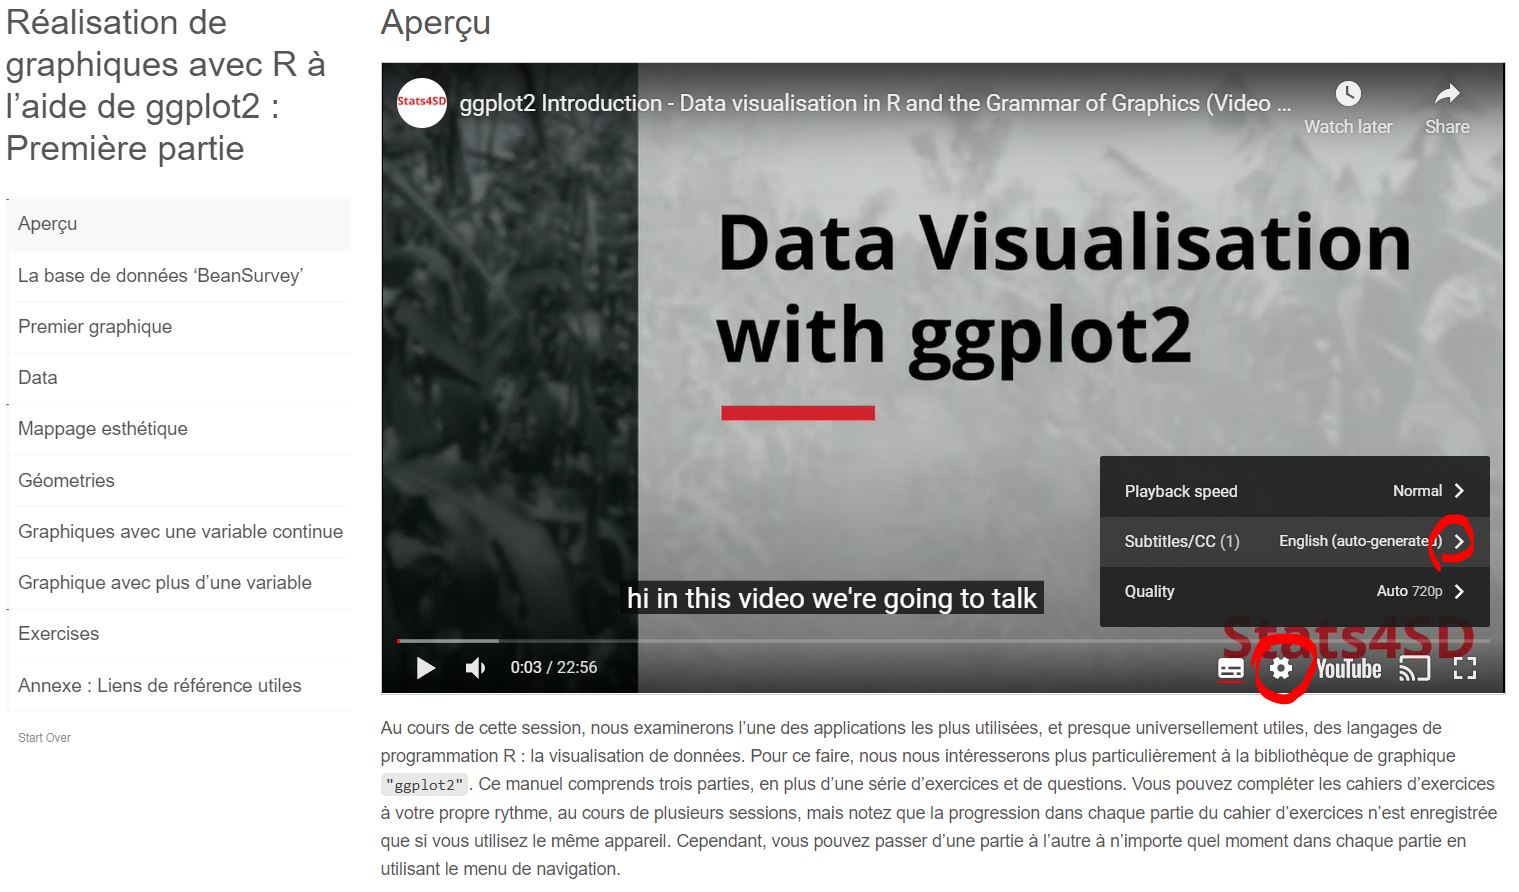 Réalisation de
graphiques avec R à
l’aide de ggplot2 :
Première partie
Aperçu
La base de données ‘BeanSurvey’
Premier graphique
Data
Mappage esthétique
Géometries
Graphiques avec une variable continue
Graphique avec plus d’une variable
Exercises
Annexe : Liens de référence utiles
Start Over
Aperçu
Stats4SD
ggplot2 Introduction - Data visualisation in R and the Grammar of Graphics (Video ...
Watch later
Share
Data Visualisation
with ggplot2
Playback speed Normal
Subtitles/CC (1) English (auto-generated)
Quality Auto 720p
hi in this video we're going to talk
Stats4SD
0:03 / 22:56
YouTube
Au cours de cette session, nous examinerons l’une des applications les plus utilisées, et presque universellement utiles, des langages de
programmation R : la visualisation de données. Pour ce faire, nous nous intéresserons plus particulièrement à la bibliothèque de graphique
"ggplot2". Ce manuel comprends trois parties, en plus d’une série d’exercices et de questions. Vous pouvez compléter les cahiers d’exercices
à votre propre rythme, au cours de plusieurs sessions, mais notez que la progression dans chaque partie du cahier d’exercices n’est enregistrée
que si vous utilisez le même appareil. Cependant, vous pouvez passer d’une partie à l’autre à n’importe quel moment dans chaque partie en
utilisant le menu de navigation.